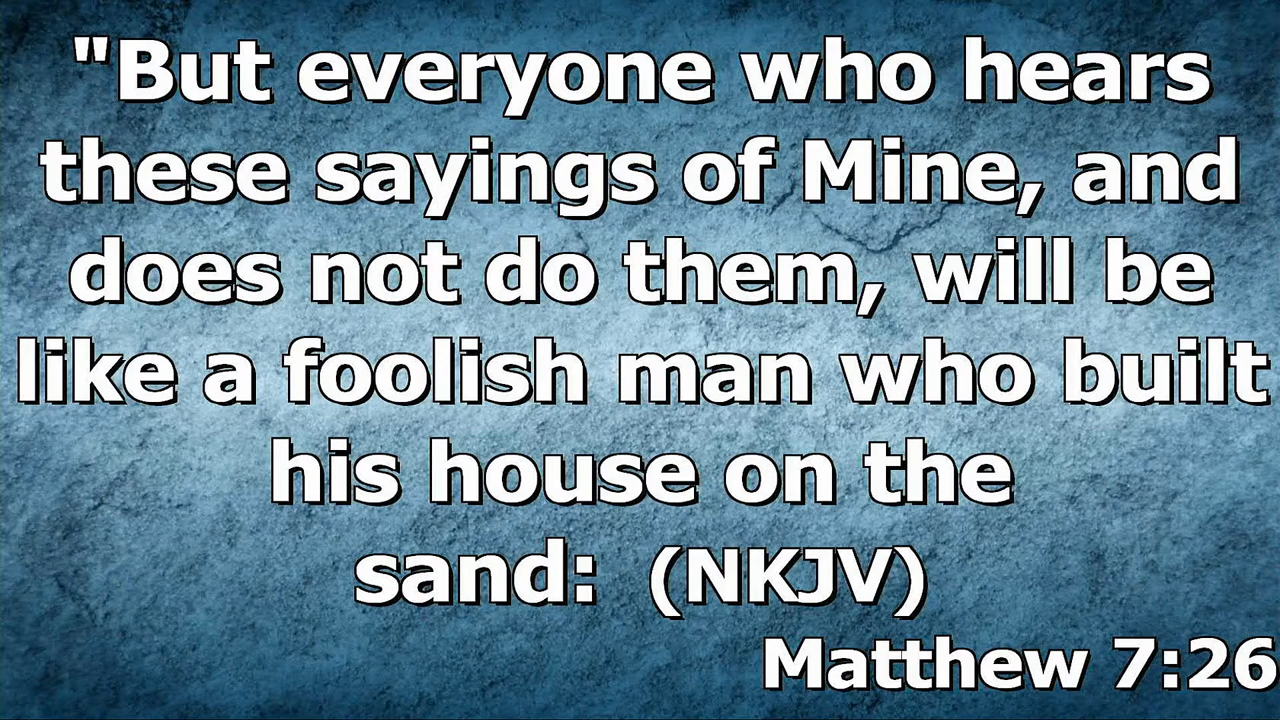 "But everyone who hears
these sayings of Mine, and
does not do them, will be
like a foolish man who built
his house on the
sand:  (NKJV)
Matthew 7:26